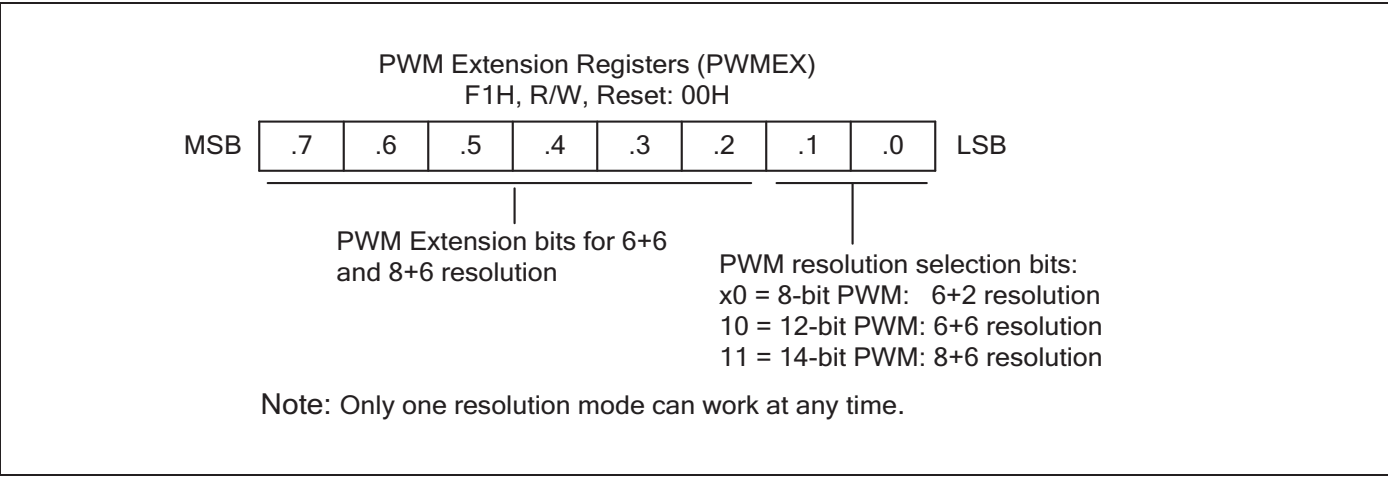 PWM Extension Registers (PWMEX)
F1H, R/W, Reset: 00H
MSB .7 .6 .5 .4 .3 .2 .1 .0 LSB
PWM Extension bits for 6+6
and 8+6 resolution
PWM resolution selection bits:
x0 = 8-bit PWM: 6+2 resolution
10 = 12-bit PWM: 6+6 resolution
11 = 14-bit PWM: 8+6 resolution
Note: Only one resolution mode can work at any time.